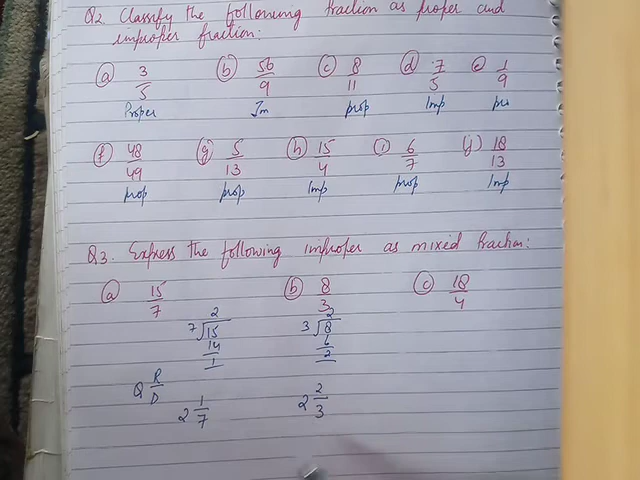 Q2. Classify the following fraction as proper and
improper fraction:
(a) 3/5 (b) 56/9 (c) 8/11 (d) 7/5 (e) 1/9
Proper Im prop Imp pro
(f) 48/49 (g) 5/13 (h) 15/4 (i) 6/7 (j) 18/13
prop prop Imp prop Imp
Q3. Express the following improper as mixed fraction:
(a) 15/7 (b) 8/3 (c) 18/4
2 2
7√15 3√8
14 6
1 2
Q R/D
2 1/7 2 2/3